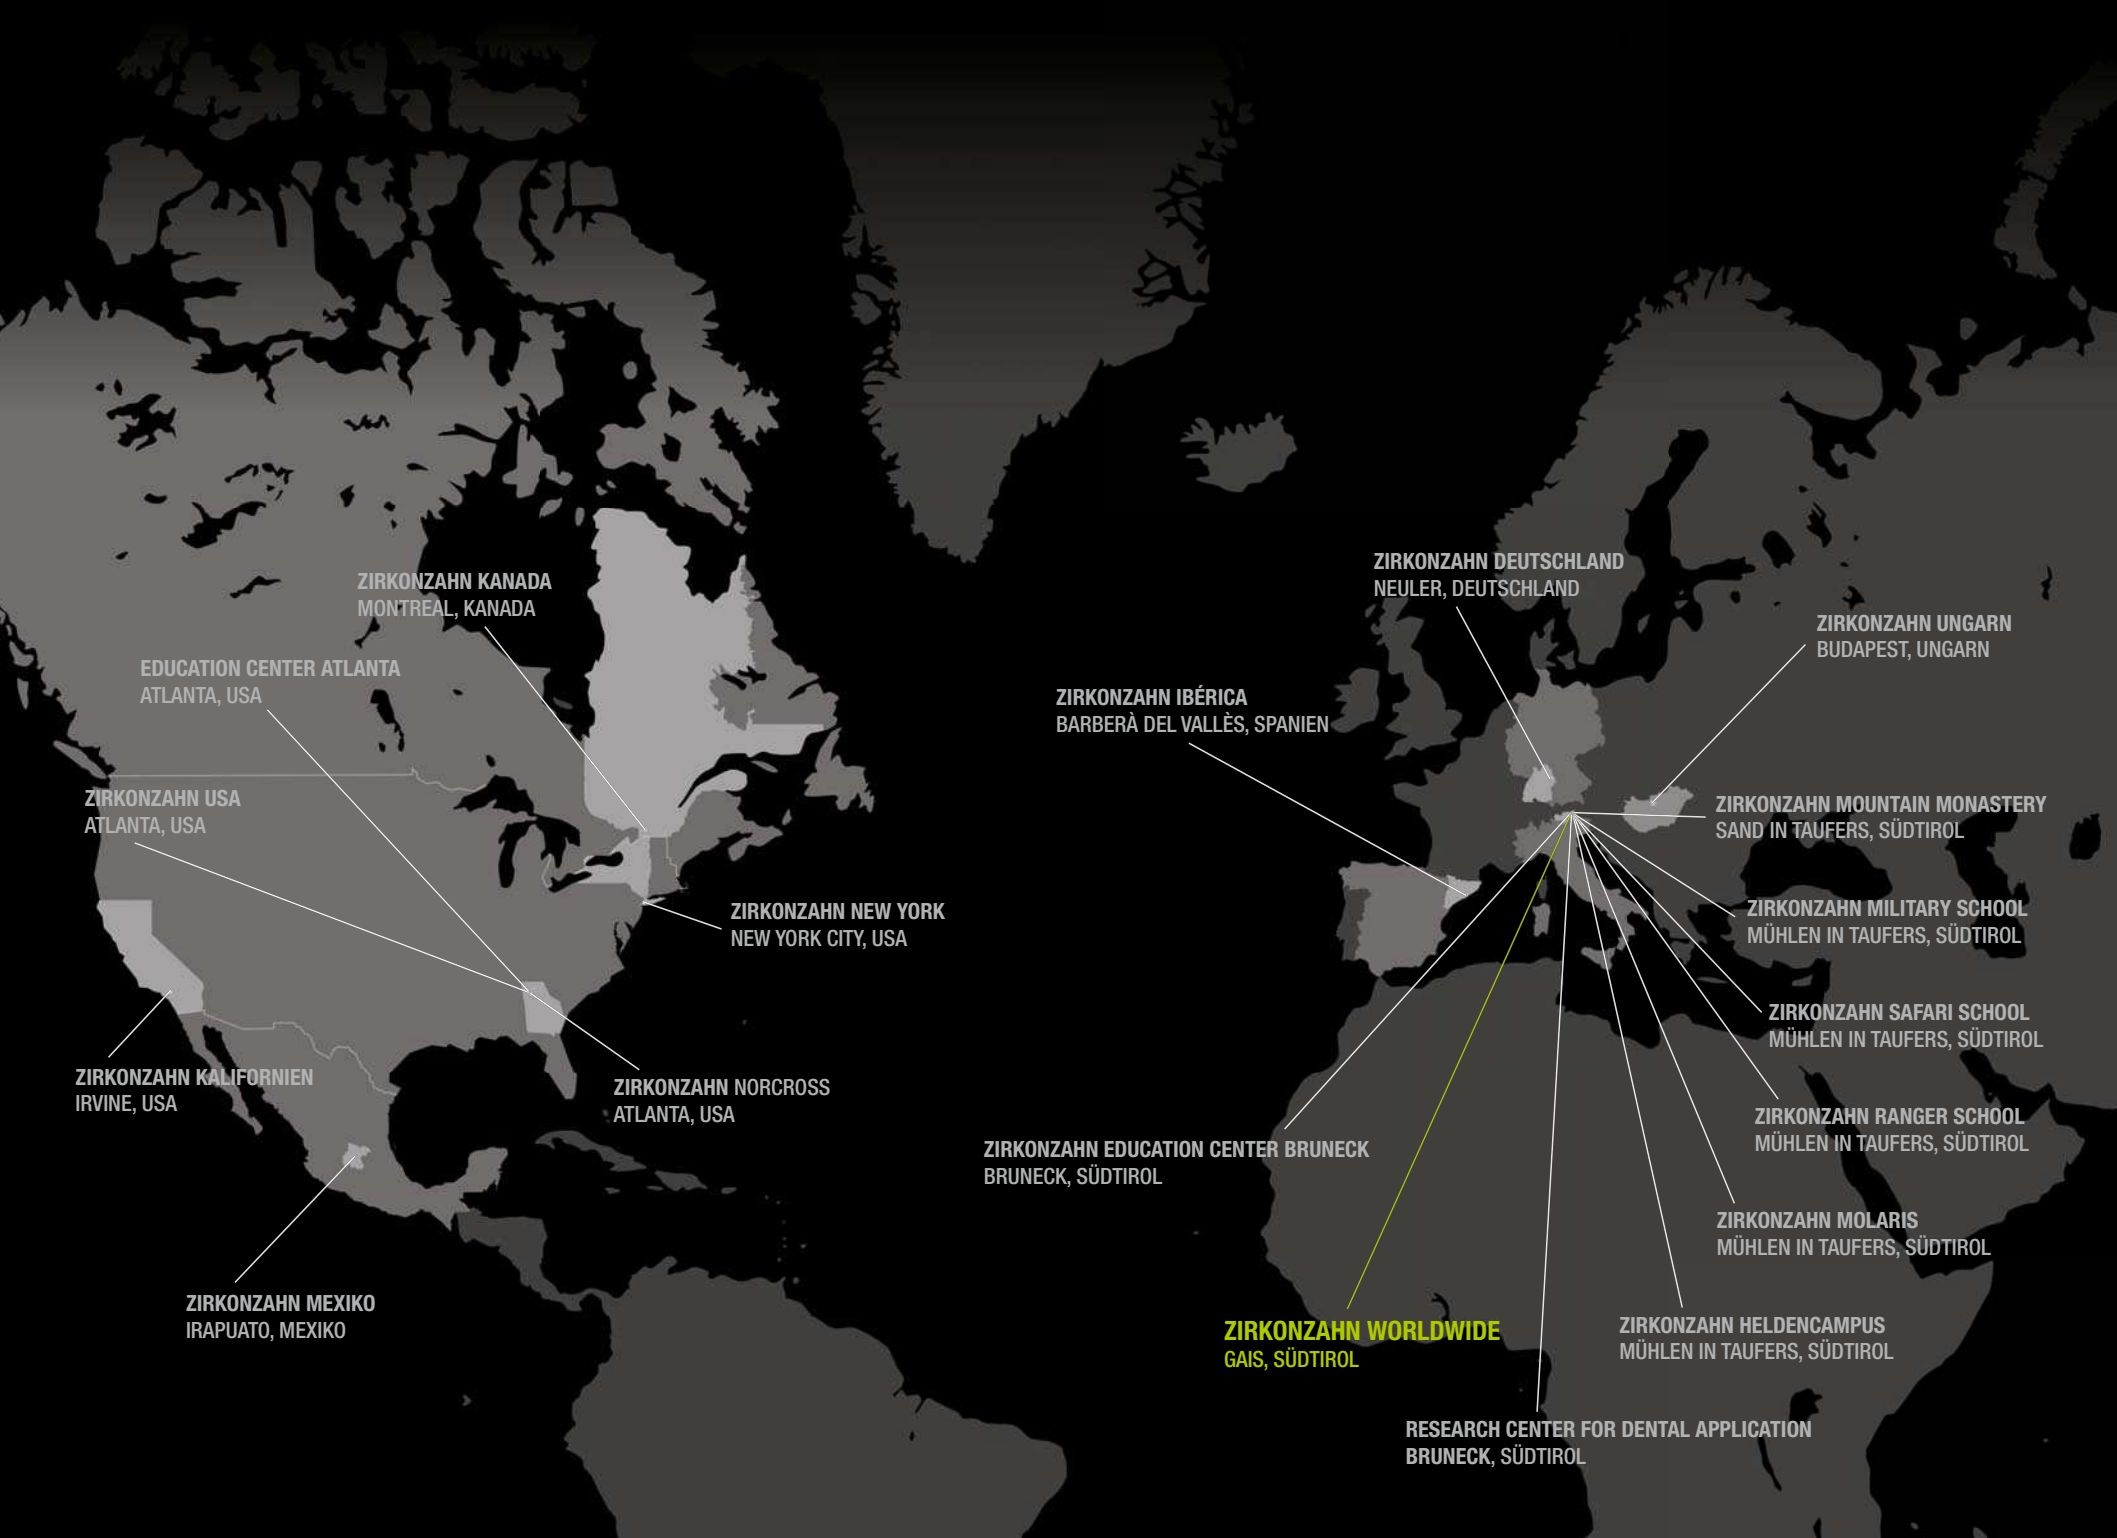 ZIRKONZAHN KANADA
MONTREAL, KANADA
EDUCATION CENTER ATLANTA
ATLANTA, USA
ZIRKONZAHN USA
ATLANTA, USA
ZIRKONZAHN NEW YORK
NEW YORK CITY, USA
ZIRKONZAHN KALIFORNIEN
IRVINE, USA
ZIRKONZAHN NORCROSS
ATLANTA, USA
ZIRKONZAHN MEXIKO
IRAPUATO, MEXIKO
ZIRKONZAHN DEUTSCHLAND
NEULER, DEUTSCHLAND
ZIRKONZAHN UNGARN
BUDAPEST, UNGARN
ZIRKONZAHN IBÉRICA
BARBERÀ DEL VALLÈS, SPANIEN
ZIRKONZAHN MOUNTAIN MONASTERY
SAND IN TAUFERS, SÜDTIROL
ZIRKONZAHN MILITARY SCHOOL
MÜHLEN IN TAUFERS, SÜDTIROL
ZIRKONZAHN SAFARI SCHOOL
MÜHLEN IN TAUFERS, SÜDTIROL
ZIRKONZAHN RANGER SCHOOL
MÜHLEN IN TAUFERS, SÜDTIROL
ZIRKONZAHN EDUCATION CENTER BRUNECK
BRUNECK, SÜDTIROL
ZIRKONZAHN MOLARIS
MÜHLEN IN TAUFERS, SÜDTIROL
ZIRKONZAHN WORLDWIDE
GAIS, SÜDTIROL
ZIRKONZAHN HELDENCAMPUS
MÜHLEN IN TAUFERS, SÜDTIROL
RESEARCH CENTER FOR DENTAL APPLICATION
BRUNECK, SÜDTIROL